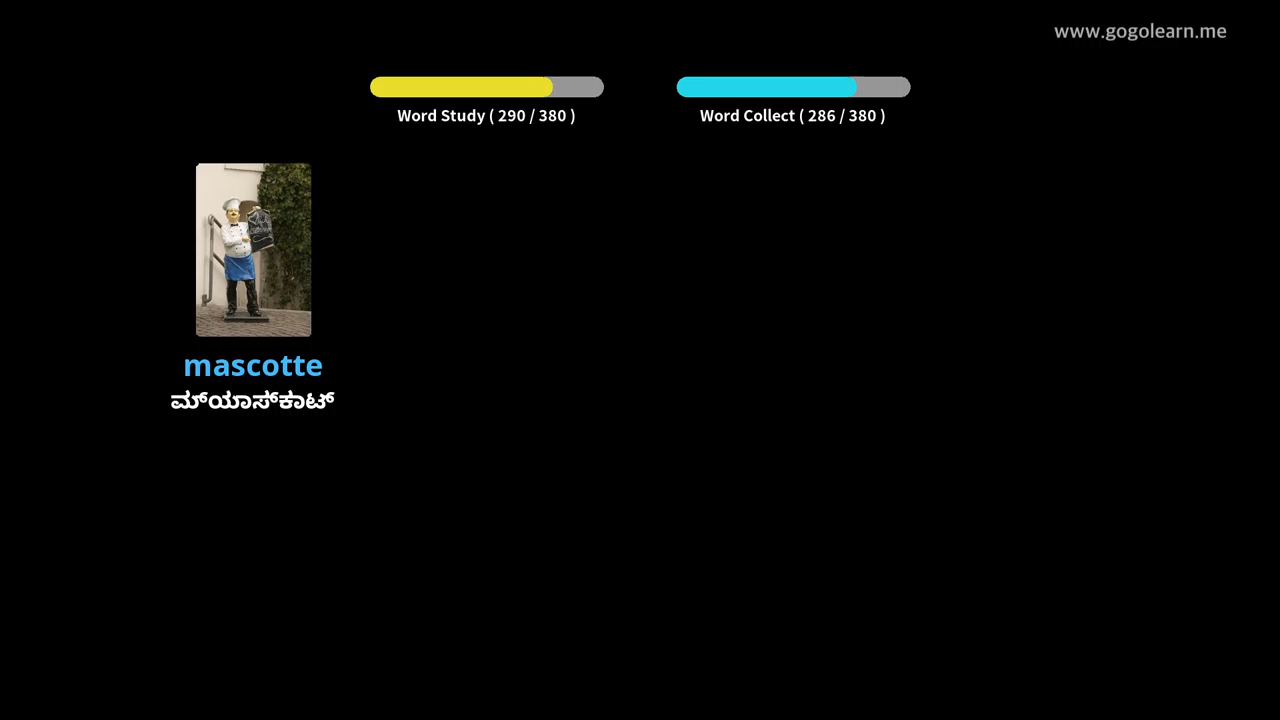 www.gogolearn.me
Word Study ( 290 / 380 )
Word Collect ( 286 / 380 )
mascotte
ಮ್‌ಯಾಸ್‌ಕಾಟ್